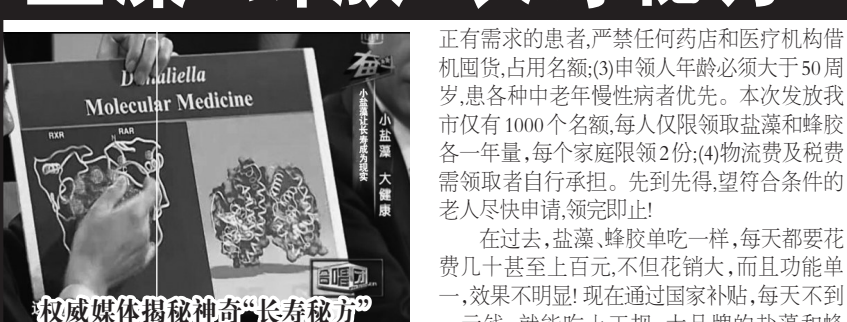 Dunaliella
Molecular Medicine
RXR
RAR
小盐藻让长寿成为现实
小盐藻 大健康
权威媒体揭秘神奇“长寿秘方”
正有需求的患者,严禁任何药店和医疗机构借
机囤货,占用名额;(3)申领人年龄必须大于50周
岁,患各种中老年慢性病者优先。本次发放我
市仅有1000个名额,每人仅限领取盐藻和蜂胶
各一年量,每个家庭限领2份;(4)物流费及税费
需领取者自行承担。先到先得,望符合条件的
老人尽快申请,领完即止!
在过去,盐藻、蜂胶单吃一样,每天都要花
费几十甚至上百元,不但花销大,而且功能单
一,效果不明显!现在通过国家补贴,每天不到